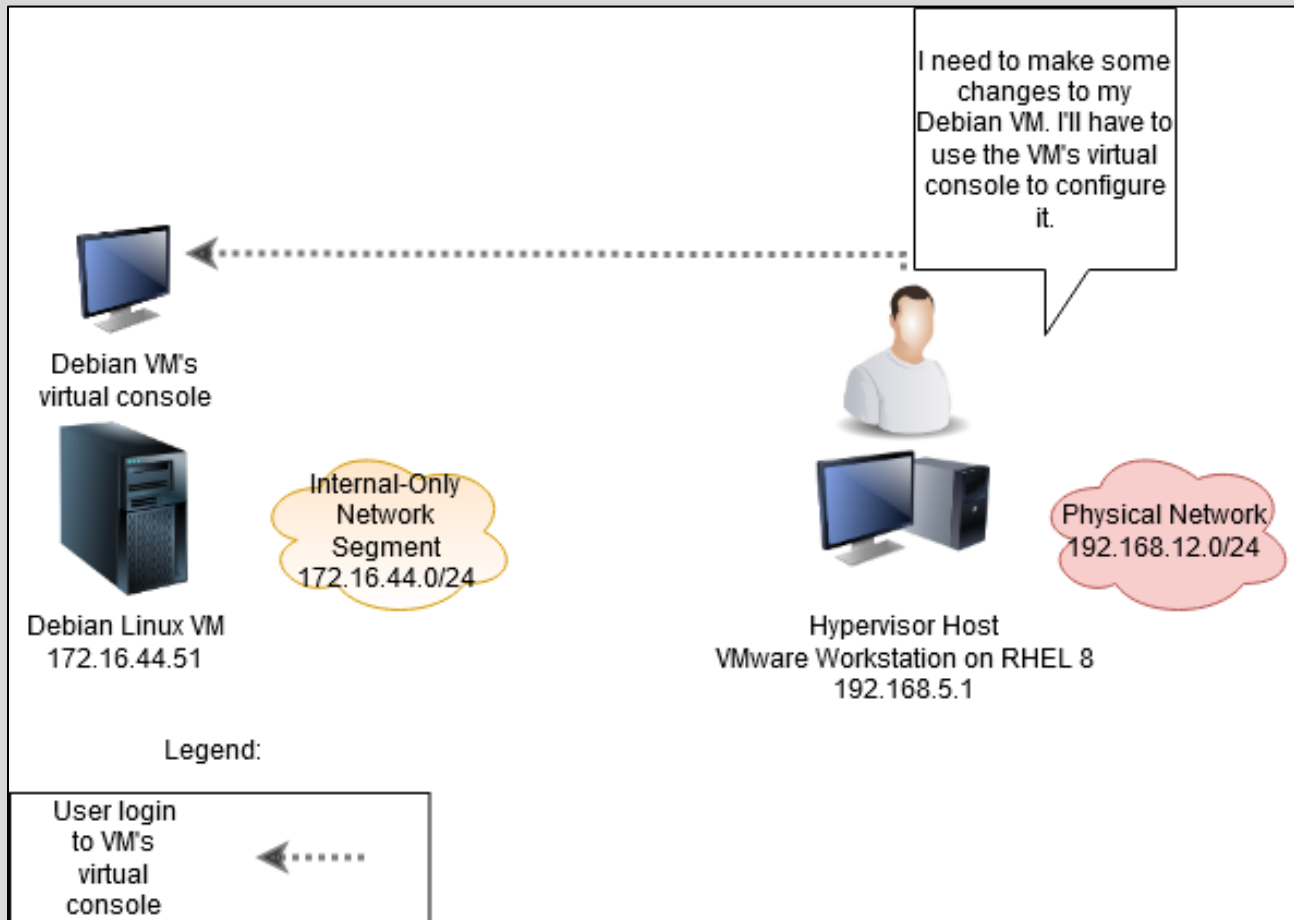 I need to make some
changes to my
Debian VM. I'll have to
use the VM's virtual
console to configure
it.
Debian VM's
virtual console
Internal-Only
Network
Segment
172.16.44.0/24
Physical Network
192.168.12.0/24
Debian Linux VM
172.16.44.51
Hypervisor Host
VMware Workstation on RHEL 8
192.168.5.1
Legend:
User login
to VM's
virtual
console